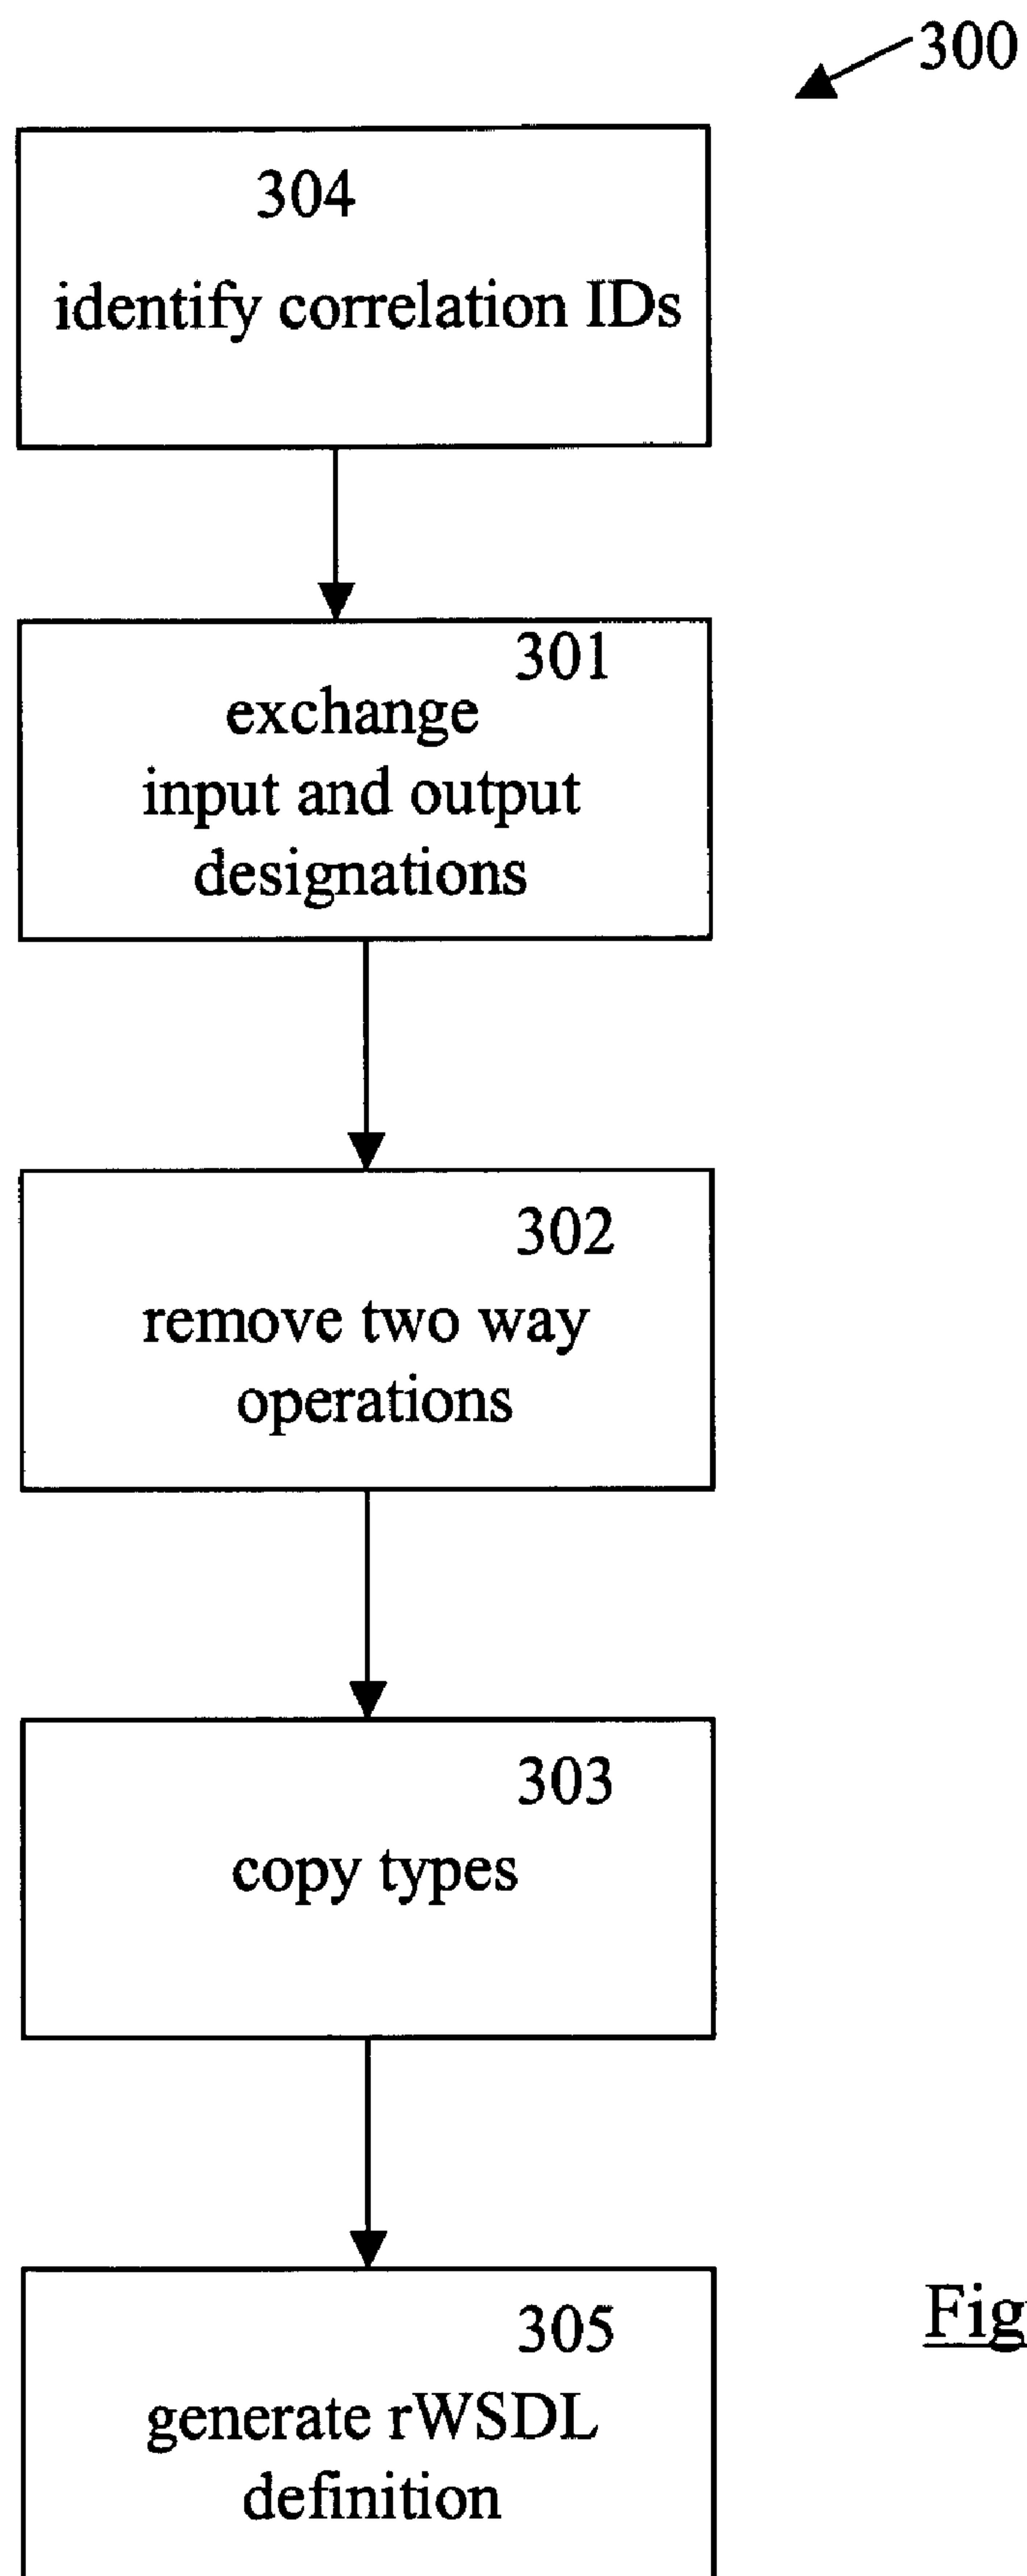 300
304
identify correlation IDs
301
exchange
input and output
designations
302
remove two way
operations
303
copy types
305
generate rWSDL
definition
Fig